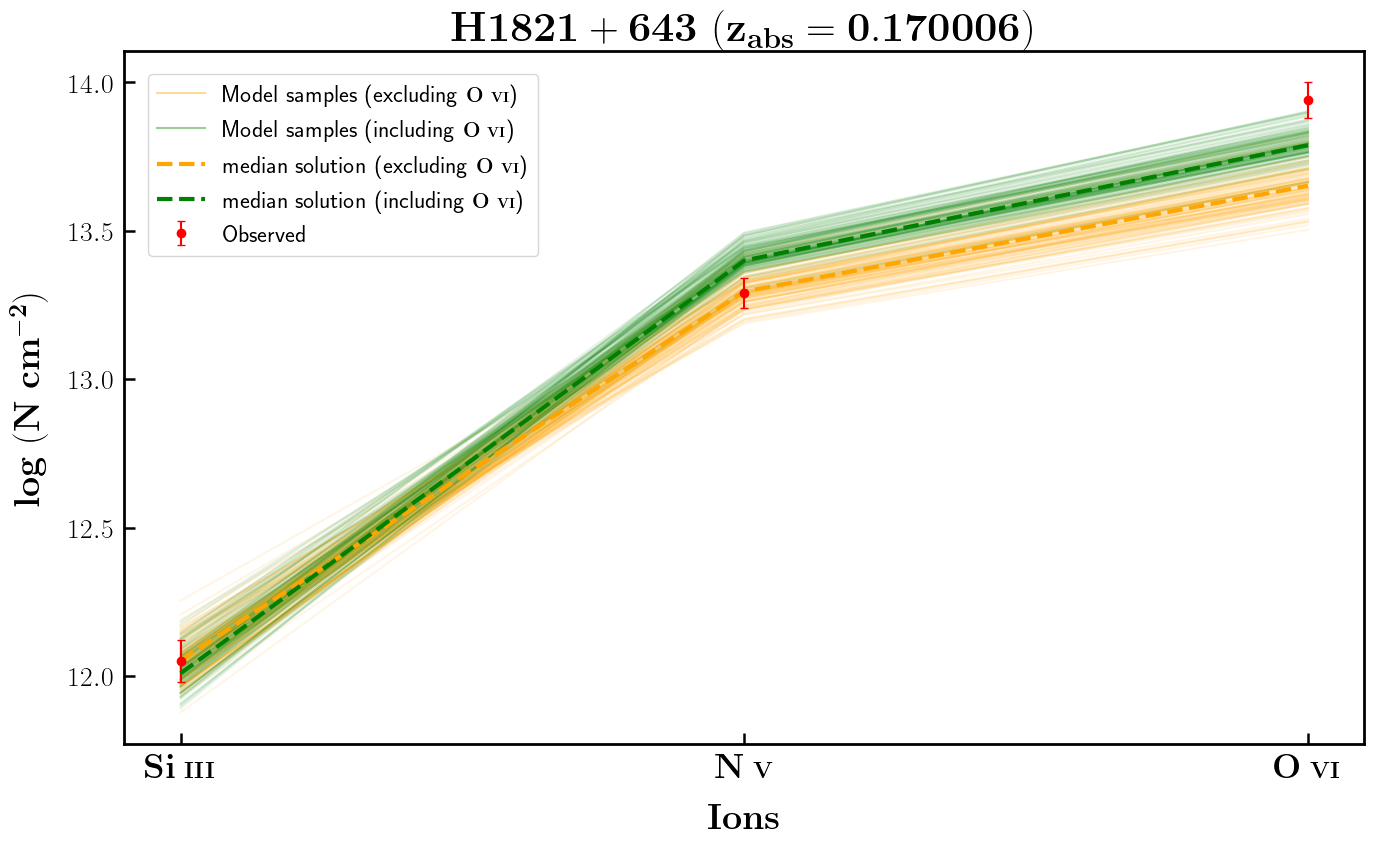 H1821 + 643 (z_abs = 0.170006)
Model samples (excluding O VI)
Model samples (including O VI)
median solution (excluding O VI)
median solution (including O VI)
Observed
14.0
13.5
13.0
12.5
12.0
log (N cm⁻²)
Si III
N V
O VI
Ions